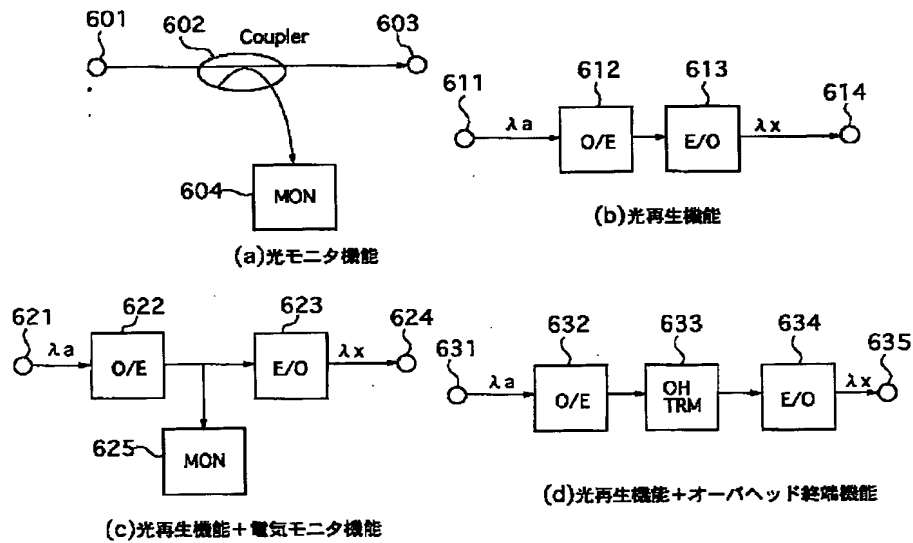 601
602
Coupler
603
604
MON
(a)光モニタ機能
611
λa
612
O/E
613
E/O
λx
614
(b)光再生機能
621
λa
622
O/E
623
E/O
λx
624
625
MON
(c)光再生機能+電気モニタ機能
631
λa
632
O/E
633
OH
TRM
634
E/O
λx
635
(d)光再生機能+オーバヘッド終端機能